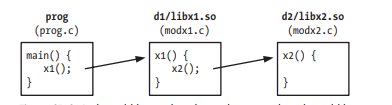 prog d1/libx1.so d2/libx2.so
(prog.c) (modx1.c) (modx2.c)
main() { x1() { x2() {
x1(); x2();
} } }